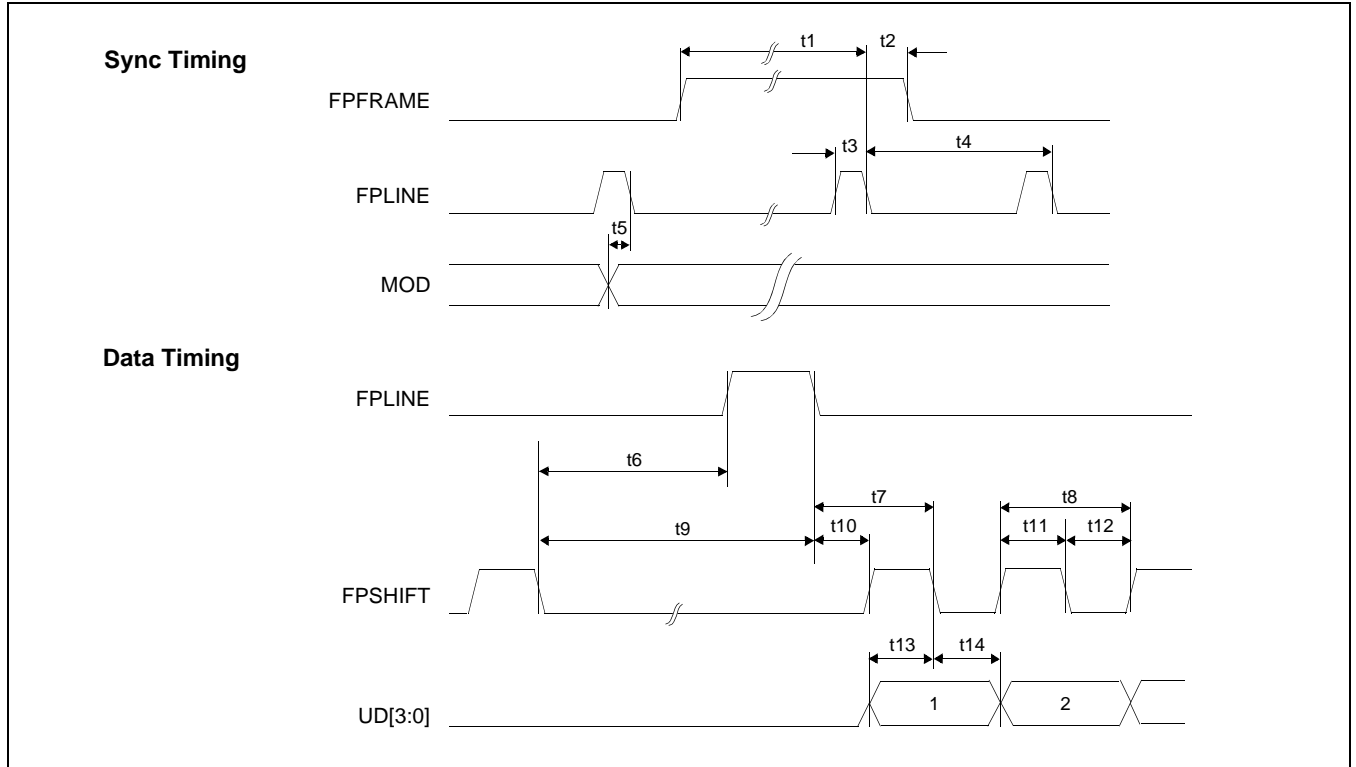 Sync Timing
t1
t2
FPFRAME
t3
t4
FPLINE
t5
MOD
Data Timing
FPLINE
t6
t7
t8
t9
t10
t11
t12
FPSHIFT
t13
t14
UD[3:0]
1
2